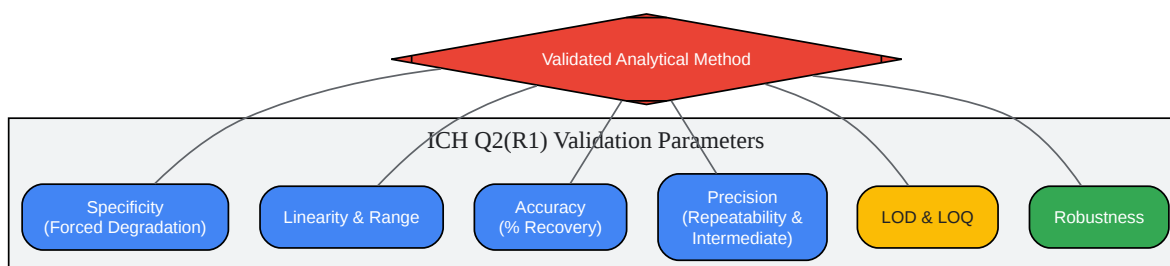 Validated Analytical Method
ICH Q2(R1) Validation Parameters
Specificity
(Forced Degradation)
Linearity & Range
Accuracy
(% Recovery)
Precision
(Repeatability &
Intermediate)
LOD & LOQ
Robustness